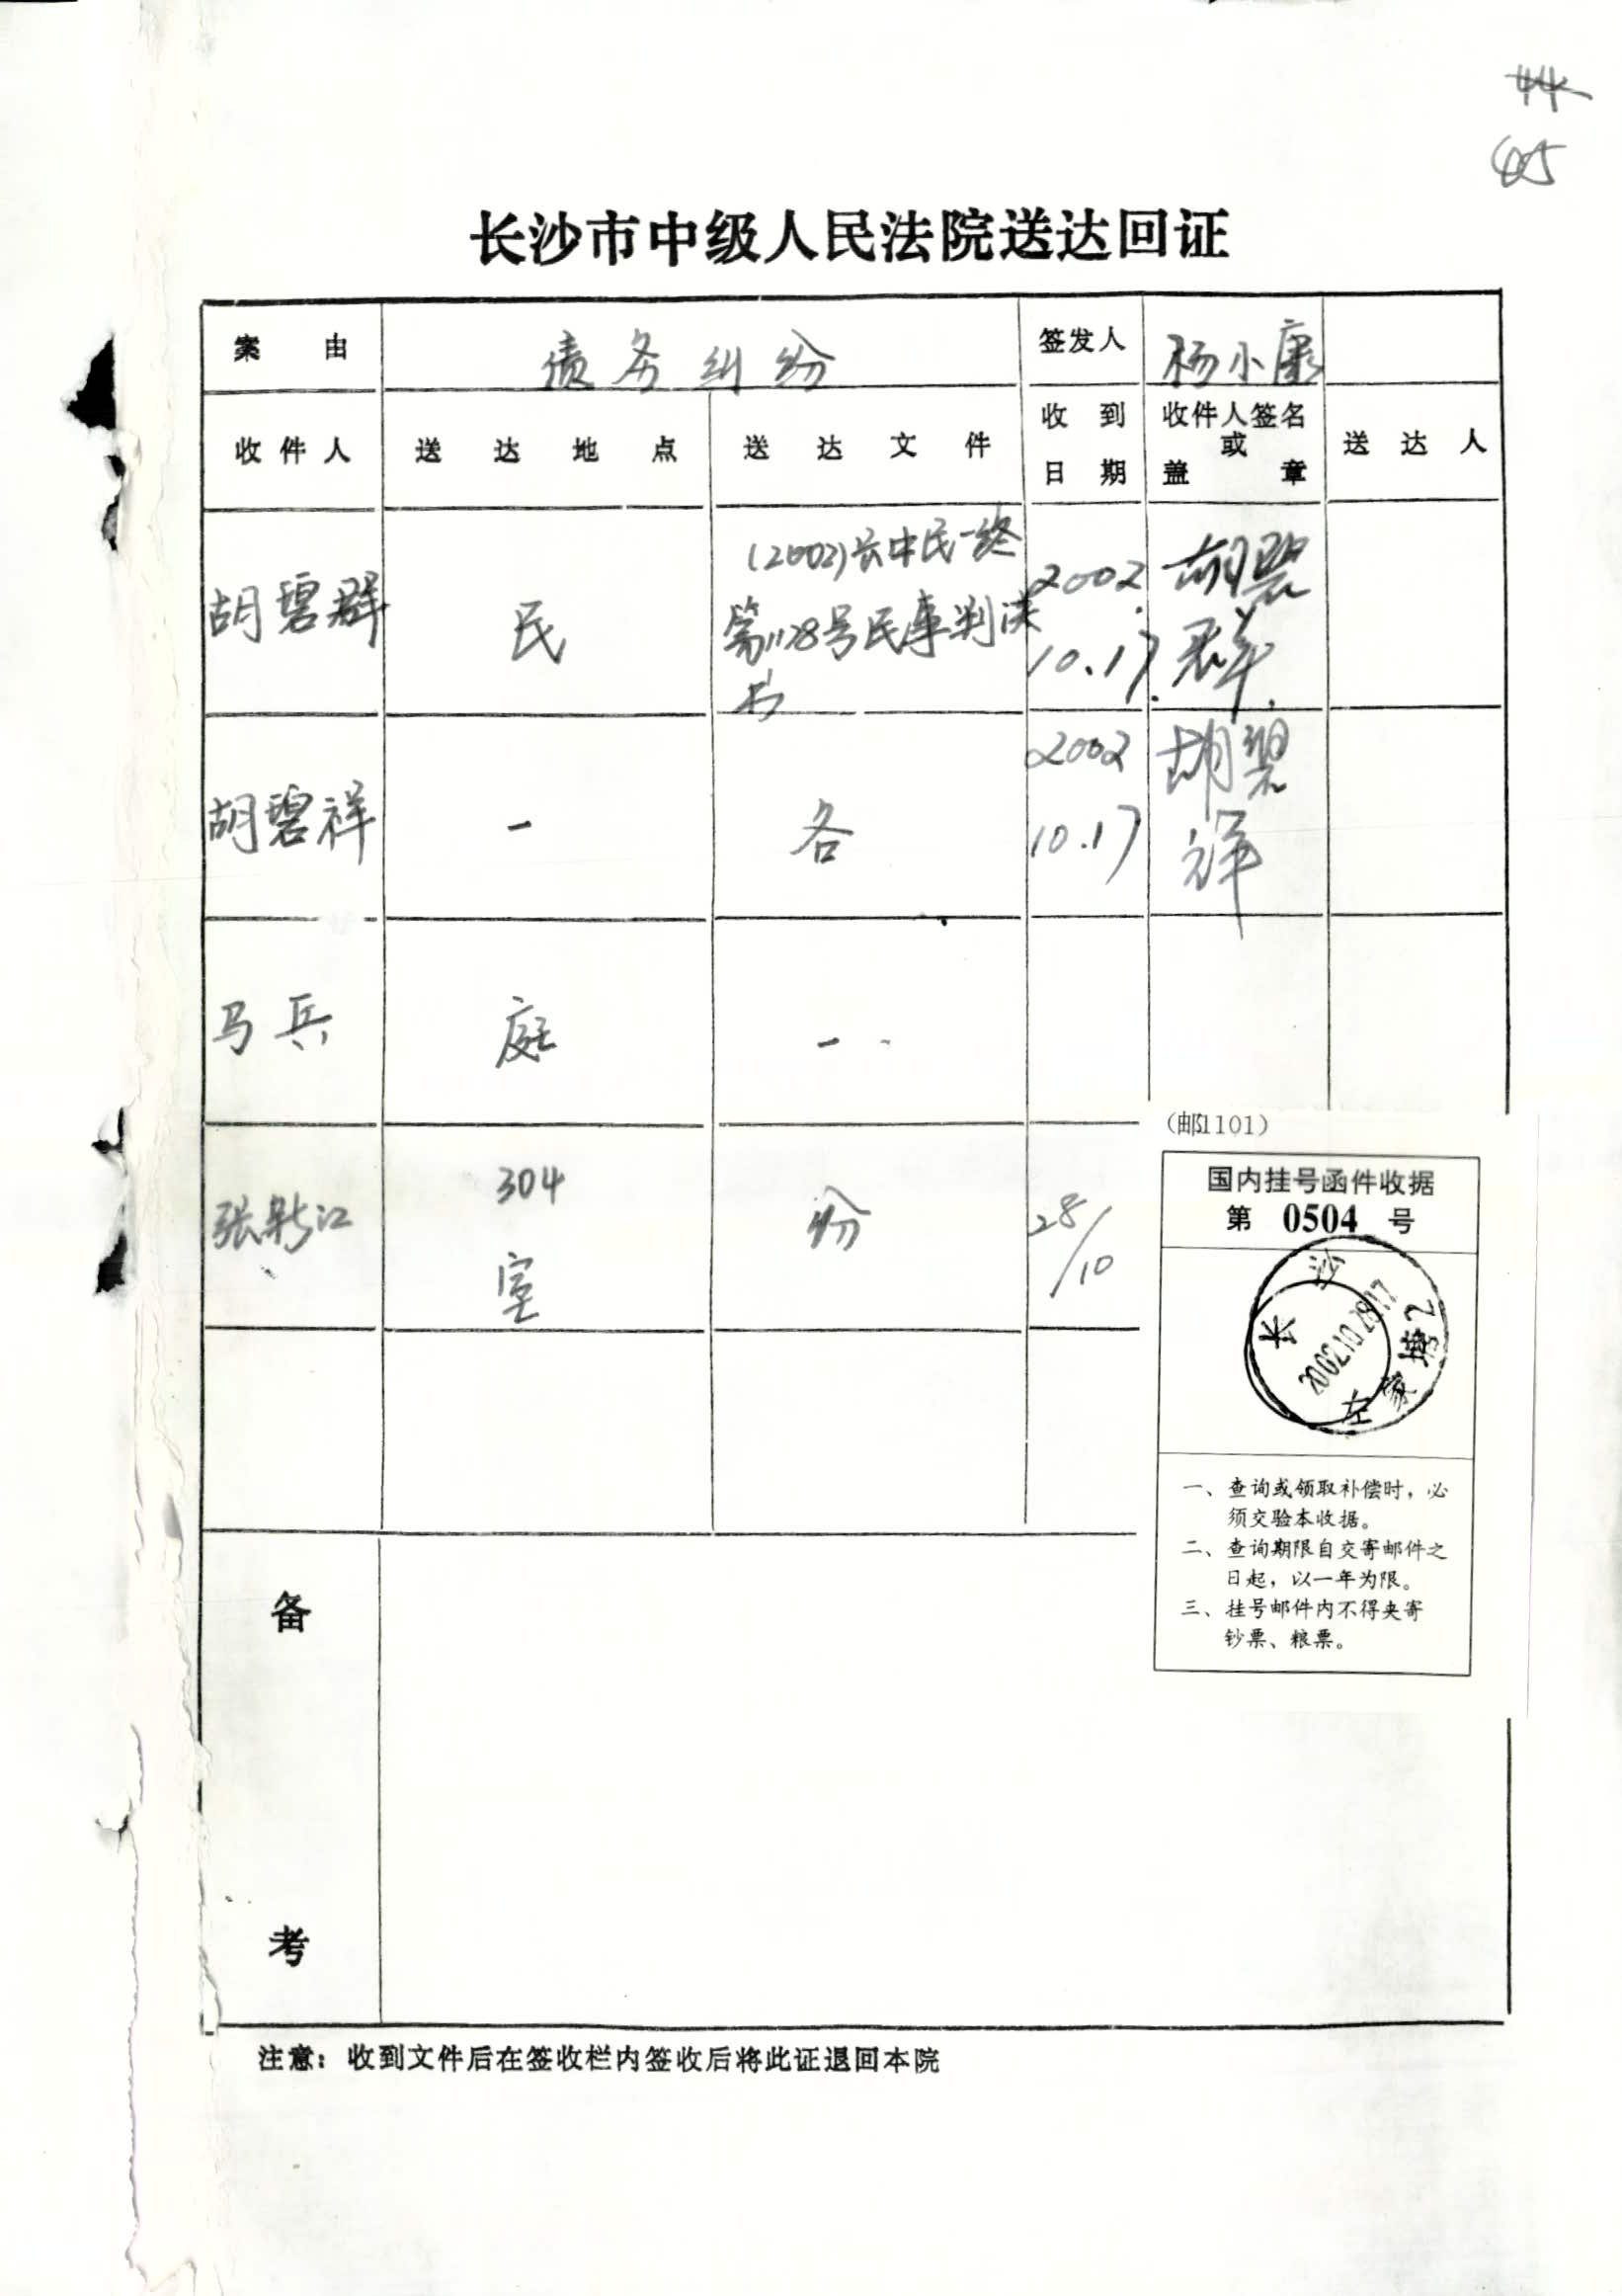 45
长沙市中级人民法院送达回证
案由 债务纠纷 签发人 杨小康
收件人 送达地点 送达文件 收到日期 收件人签名或盖章 送达人
胡碧群 民 (2002)长中民一终 2002. 胡碧
第1128号民事判决 10.17. 群.
书
胡碧祥 一 各 2002 胡碧
10.17 祥
马兵 庭 一
张新江 304 份 28/10
室
(邮1101)
国内挂号函件收据
第 0504 号
长沙
2002.10.28.17
左家塘2
一、查询或领取补偿时，必
须交验本收据。
二、查询期限自交寄邮件之
日起，以一年为限。
三、挂号邮件内不得夹寄
钞票、粮票。
备
考
注意：收到文件后在签收栏内签收后将此证退回本院